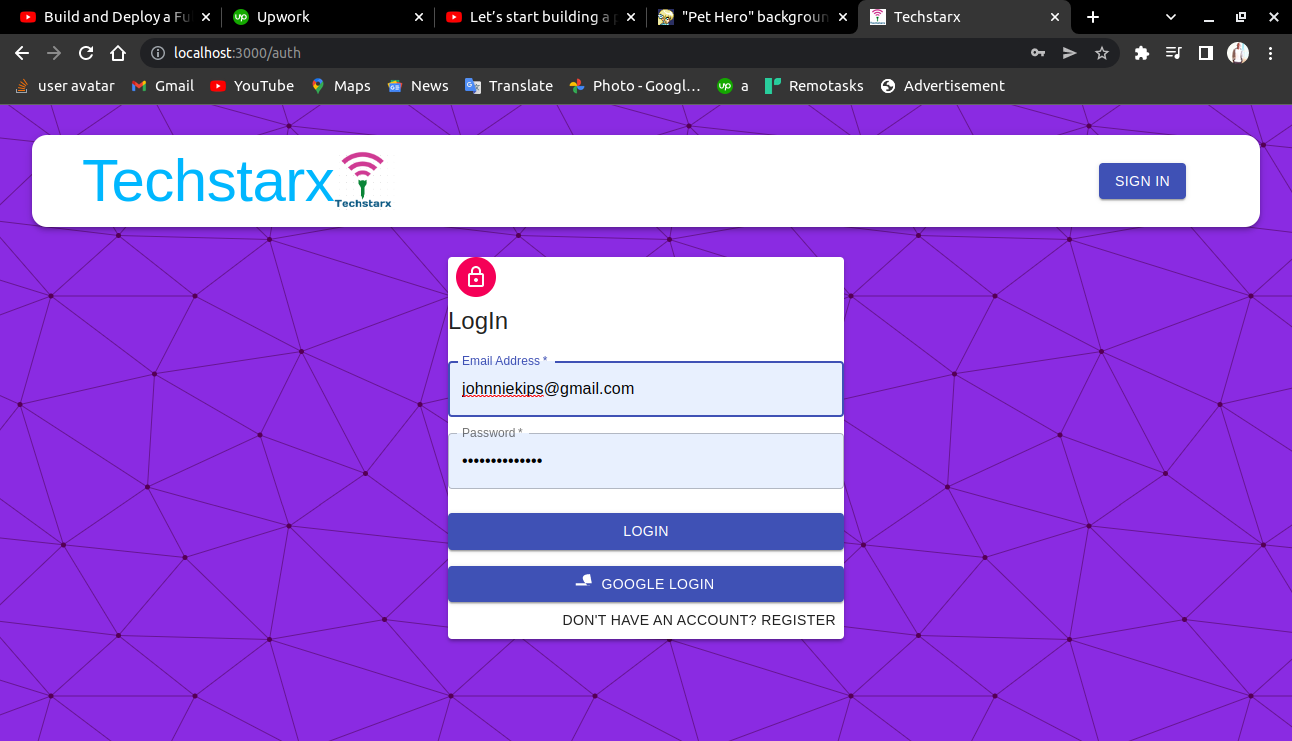 Build and Deploy a Fu
Upwork
Let's start building a p
"Pet Hero" backgroun
Techstarx
localhost:3000/auth
user avatar
Gmail
YouTube
Maps
News
Translate
Photo - Googl...
a
Remotasks
Advertisement
Techstarx
Techstarx
SIGN IN
LogIn
Email Address *
johnniekips@gmail.com
Password *
••••••••••••••
LOGIN
GOOGLE LOGIN
DON'T HAVE AN ACCOUNT? REGISTER